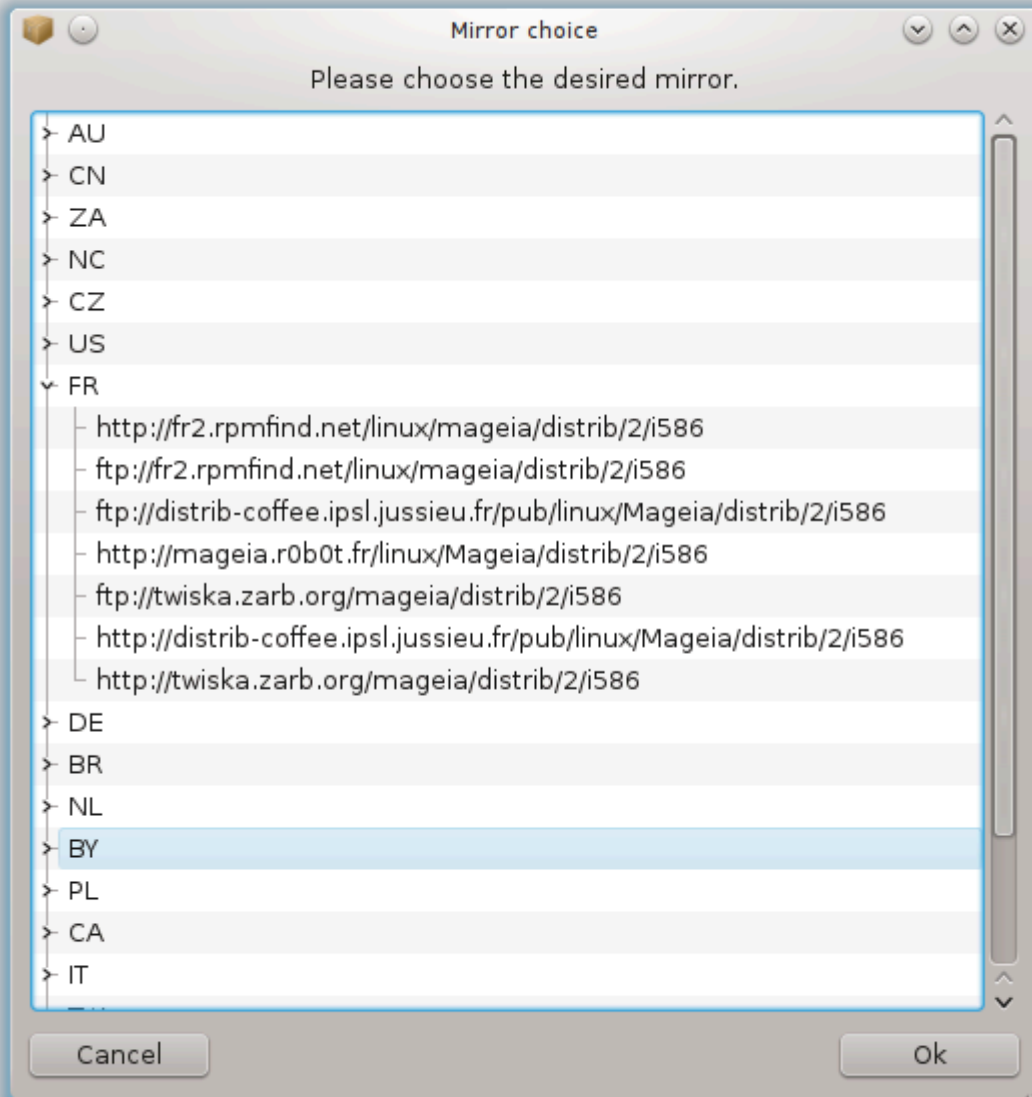 Mirror choice
Please choose the desired mirror.
AU
CN
ZA
NC
CZ
US
FR
http://fr2.rpmfind.net/linux/mageia/distrib/2/i586
ftp://fr2.rpmfind.net/linux/mageia/distrib/2/i586
ftp://distrib-coffee.ipsl.jussieu.fr/pub/linux/Mageia/distrib/2/i586
http://mageia.r0b0t.fr/linux/Mageia/distrib/2/i586
ftp://twiska.zarb.org/mageia/distrib/2/i586
http://distrib-coffee.ipsl.jussieu.fr/pub/linux/Mageia/distrib/2/i586
http://twiska.zarb.org/mageia/distrib/2/i586
DE
BR
NL
BY
PL
CA
IT
Cancel Ok